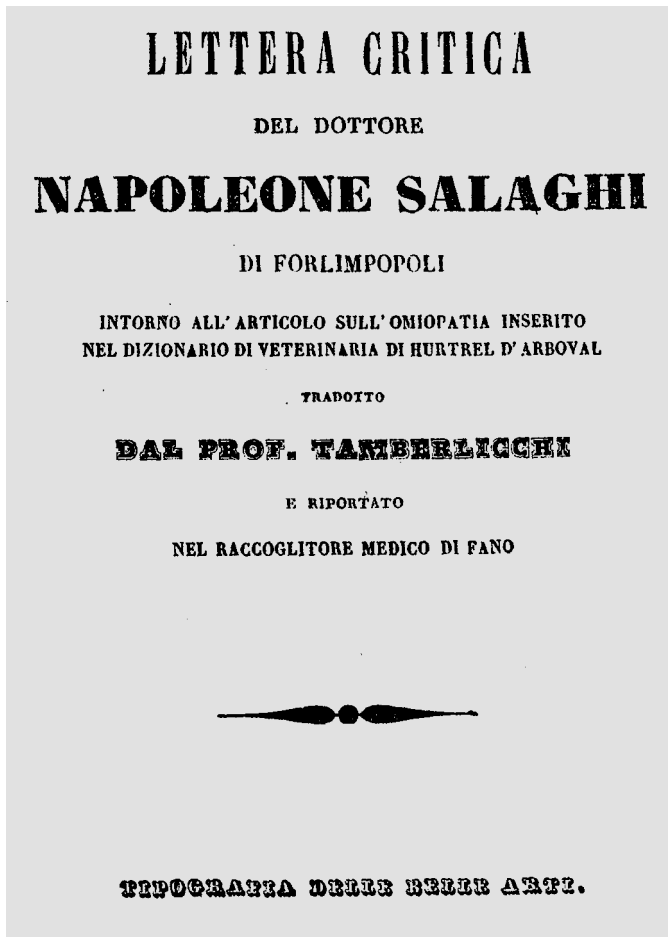 LETTERA CRITICA
DEL DOTTORE
NAPOLEONE SALAGHI
DI FORLIMPOPOLI
INTORNO ALL' ARTICOLO SULL' OMIOPATIA INSERITO
NEL DIZIONARIO DI VETERINARIA DI HURTREL D' ARBOVAL
TRADOTTO
DAL PROF. TAMBERLICCHI
E RIPORTATO
NEL RACCOGLITORE MEDICO DI FANO
TIPOGRAFIA DELLE BELLE ARTI.